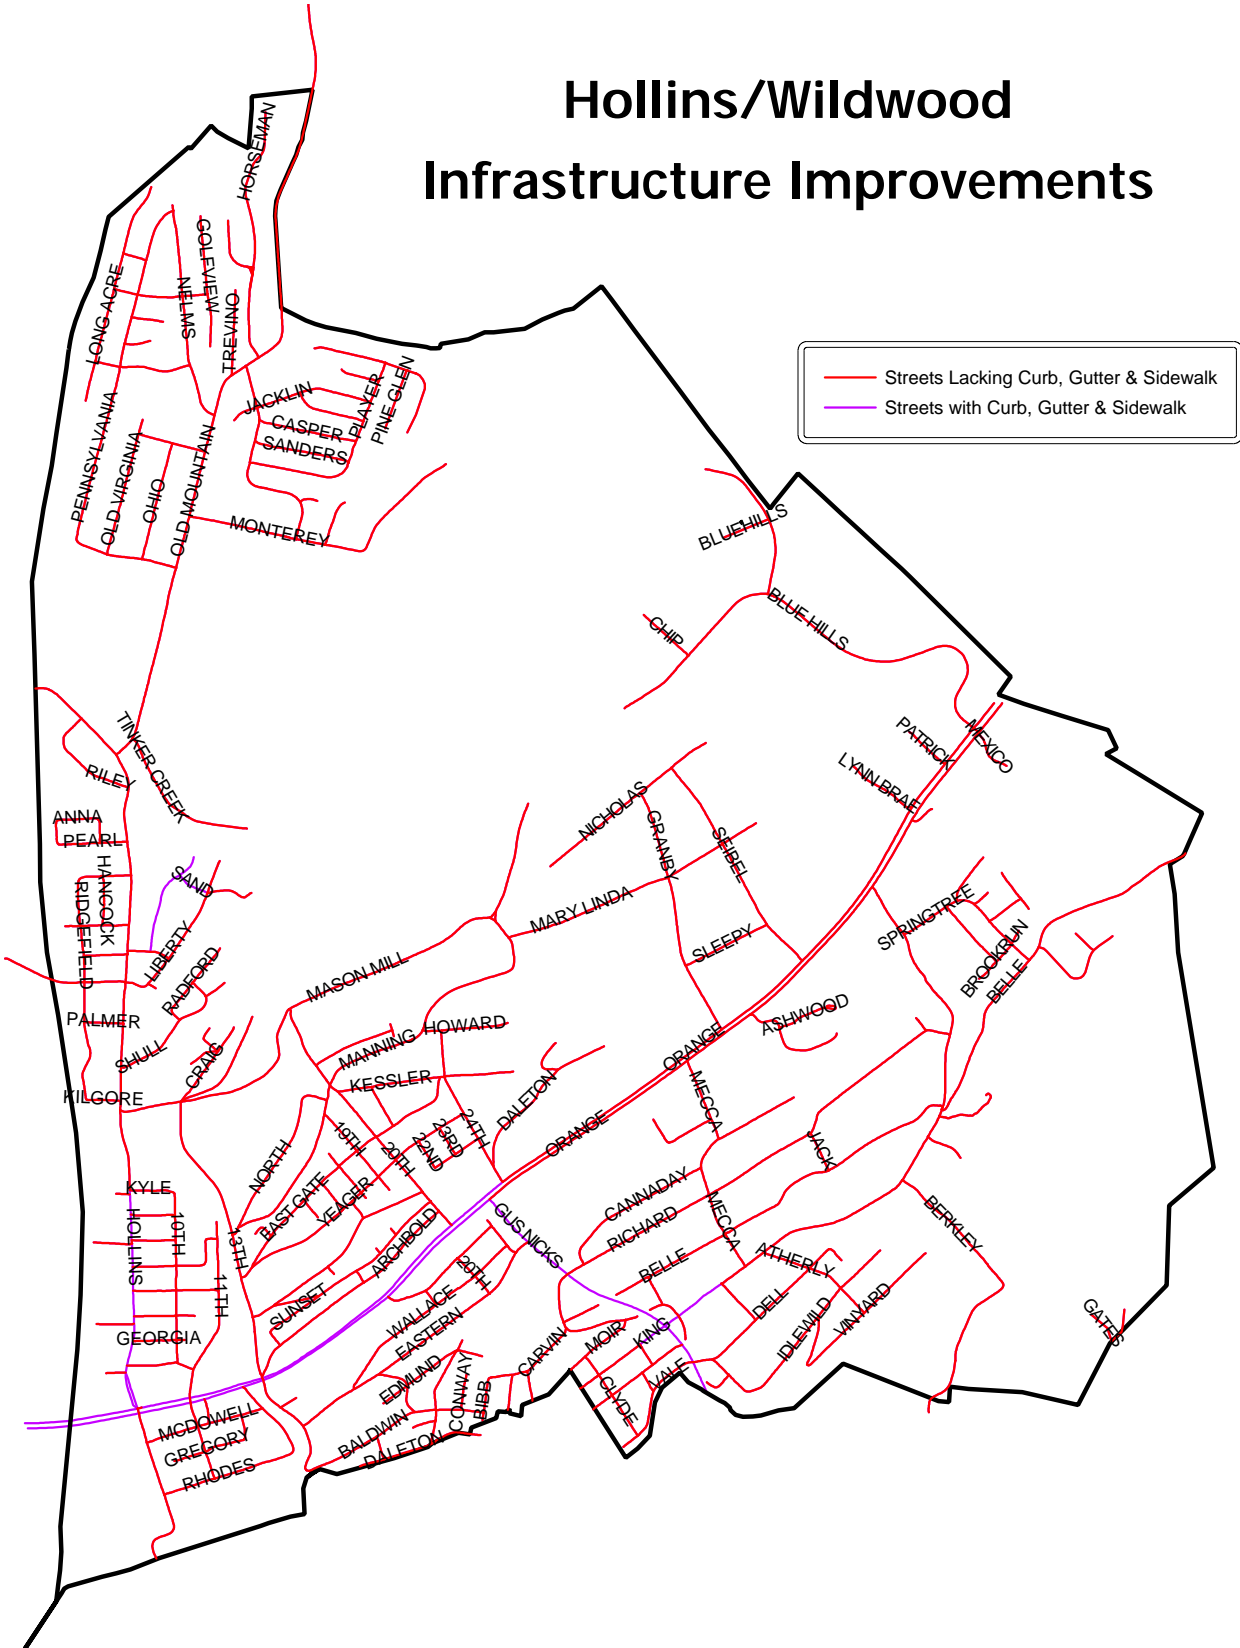 Hollins/Wildwood
Infrastructure Improvements
Streets Lacking Curb, Gutter & Sidewalk
Streets with Curb, Gutter & Sidewalk
HORSEMAN
GOLFVIEW
LONG ACRE
NELMS
TREVINO
JACKLIN
PLAYER
PINE GLEN
CASPER
SANDERS
PENNSYLVANIA
OLD VIRGINIA
OHIO
OLD MOUNTAIN
MONTEREY
BLUEHILLS
BLUE HILLS
CHIP
TINKER CREEK
RILEY
PATRICK
MEXICO
LYNN BRAE
ANNA
PEARL
NICHOLAS
GRANBY
SEIBEL
HANCOCK
RIDGEFIELD
SAND
LIBERTY
RADFORD
MARY LINDA
SLEEPY
SPRINGTREE
BROOKRUN
BELLE
MASON MILL
PALMER
SHULL
CRAIG
MANNING
HOWARD
KESSLER
ASHWOOD
ORANGE
KILGORE
DALETON
MECCA
ORANGE
19TH
20TH
22ND
23RD
24TH
JACK
NORTH
EAST GATE
YEAGER
KYLE
10TH
HOLLINS
13TH
11TH
ARCHBOLD
GUS NICKS
CANNADAY
RICHARD
MECCA
BERKLEY
BELLE
ATHERLY
SUNSET
20TH
WALLACE
EASTERN
DELL
IDLEWILD
VINYARD
GATES
GEORGIA
EDMUND
CONWAY
BIBB
CARVIN
MOIR
KING
VALE
CLYDE
MCDOWELL
GREGORY
RHODES
BALDWIN
DALETON